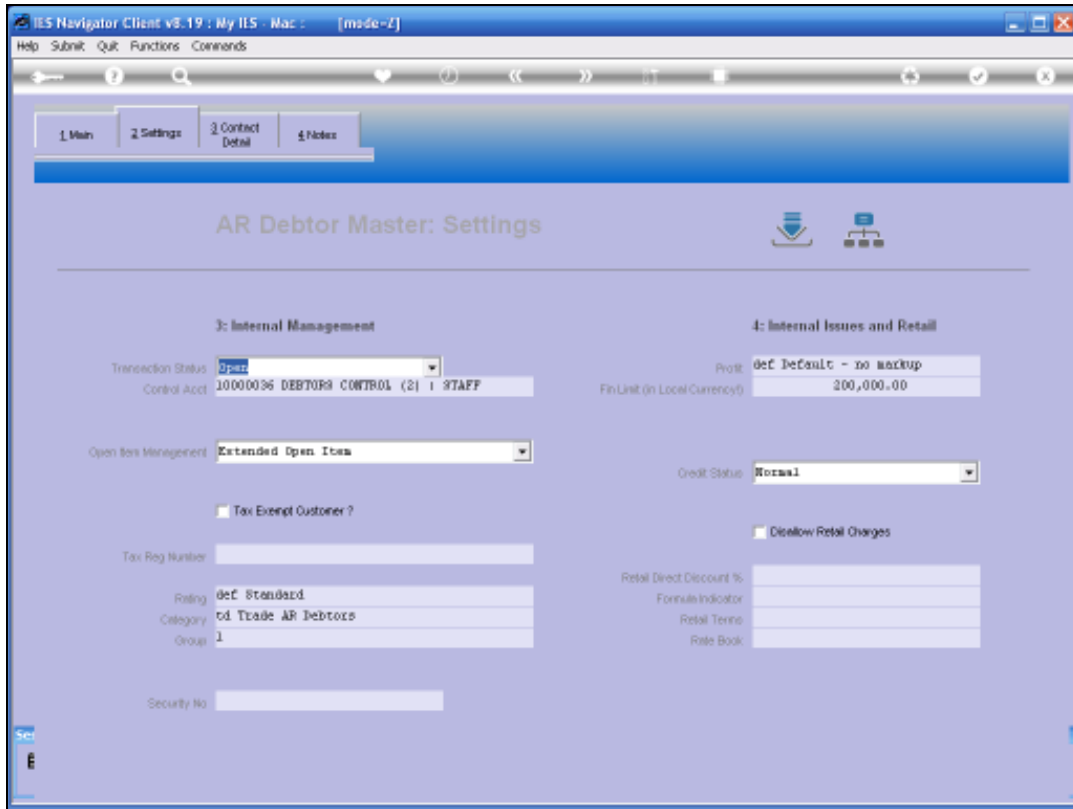 IES Navigator Client v8.19 : My IES - Mac : [mode=Z]
Help Submit Quit Functions Commands
1 Main
2 Settings
3 Contact Detail
4 Notes
AR Debtor Master: Settings
3: Internal Management
4: Internal Issues and Retail
Transaction Status Open
Control Acct 10000036 DEBTORS CONTROL (2) : STAFF
Profit def Default - no markup
Fin Limit (in Local Currency!) 200,000.00
Open Item Management Extended Open Item
Credit Status Normal
Tax Exempt Customer ?
Disallow Retail Charges
Tax Reg Number
Retail Direct Discount %
Rating def Standard
Formula Indicator
Category td Trade AR Debtors
Retail Terms
Group 1
Rate Book
Security No